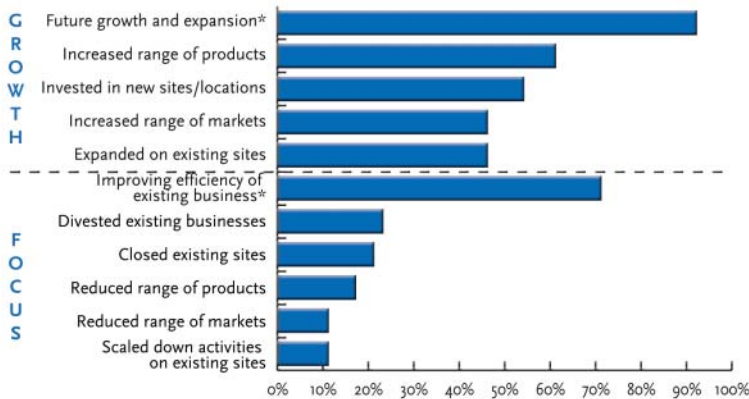 GROWTH
Future growth and expansion*
Increased range of products
Invested in new sites/locations
Increased range of markets
Expanded on existing sites
FOCUS
Improving efficiency of
existing business*
Divested existing businesses
Closed existing sites
Reduced range of products
Reduced range of markets
Scaled down activities
on existing sites
0% 10% 20% 30% 40% 50% 60% 70% 80% 90% 100%